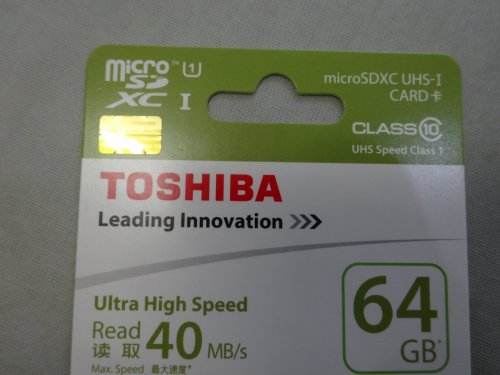 micro SD XC I U1
microSDXC UHS-I
CARD 卡
CLASS 10
UHS Speed Class 1
TOSHIBA
Leading Innovation >>>
Ultra High Speed
Read 40 MB/s
读取
Max. Speed 最大速度*
64
GB*